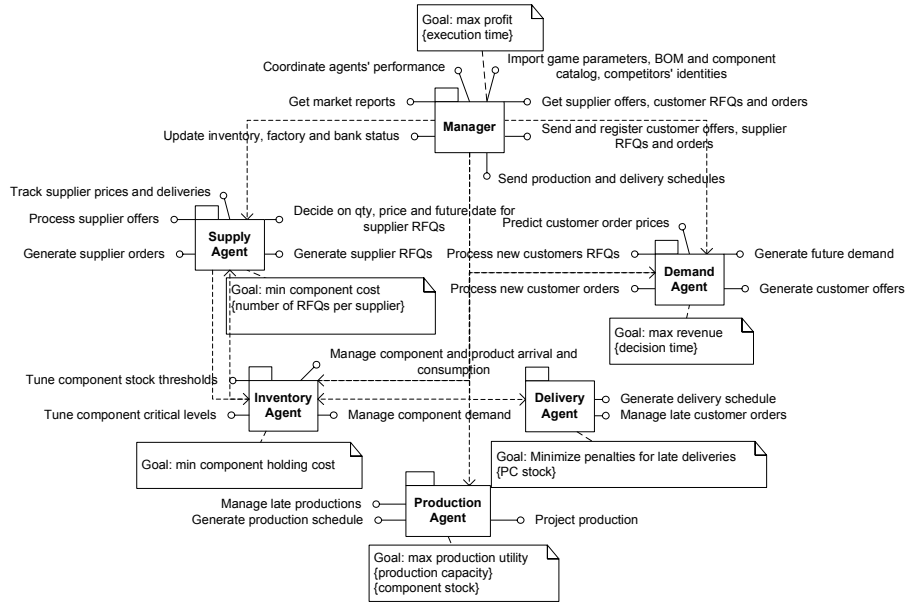 Goal: max profit
{execution time}
Coordinate agents' performance
Import game parameters, BOM and component
catalog, competitors' identities
Get market reports
Get supplier offers, customer RFQs and orders
Manager
Update inventory, factory and bank status
Send and register customer offers, supplier
RFQs and orders
Send production and delivery schedules
Track supplier prices and deliveries
Process supplier offers
Decide on qty, price and future date for
supplier RFQs
Supply
Agent
Generate supplier orders
Generate supplier RFQs
Predict customer order prices
Process new customers RFQs
Generate future demand
Demand
Agent
Process new customer orders
Generate customer offers
Goal: min component cost
{number of RFQs per supplier}
Goal: max revenue
{decision time}
Manage component and product arrival and
consumption
Tune component stock thresholds
Inventory
Agent
Tune component critical levels
Manage component demand
Delivery
Agent
Generate delivery schedule
Manage late customer orders
Goal: min component holding cost
Goal: Minimize penalties for late deliveries
{PC stock}
Manage late productions
Generate production schedule
Production
Agent
Project production
Goal: max production utility
{production capacity}
{component stock}